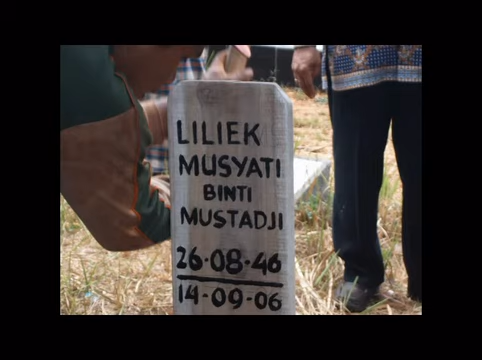 LILIEK
MUSYATI
BINTI
MUSTADJI
26-08-46
14-09-06